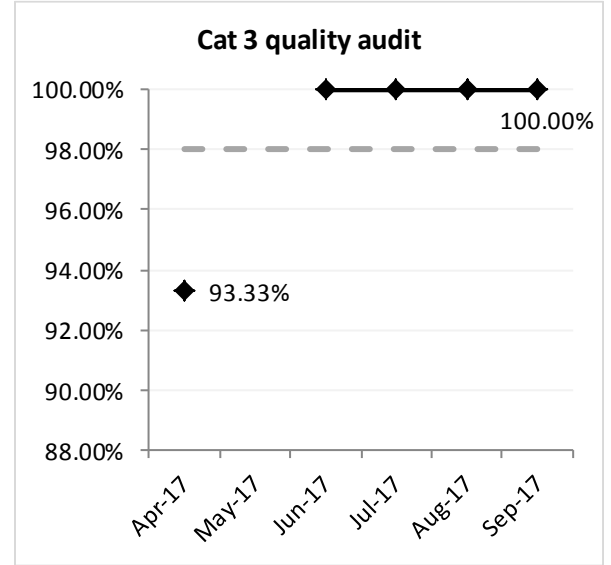 Cat 3 quality audit
100.00%
98.00%
96.00%
94.00%
92.00%
90.00%
88.00%
100.00%
93.33%
Apr-17
May-17
Jun-17
Jul-17
Aug-17
Sep-17